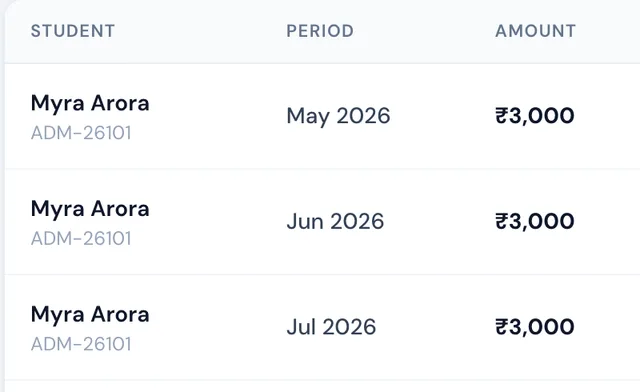 STUDENT PERIOD AMOUNT
Myra Arora
ADM-26101
May 2026 ₹3,000
Myra Arora
ADM-26101
Jun 2026 ₹3,000
Myra Arora
ADM-26101
Jul 2026 ₹3,000